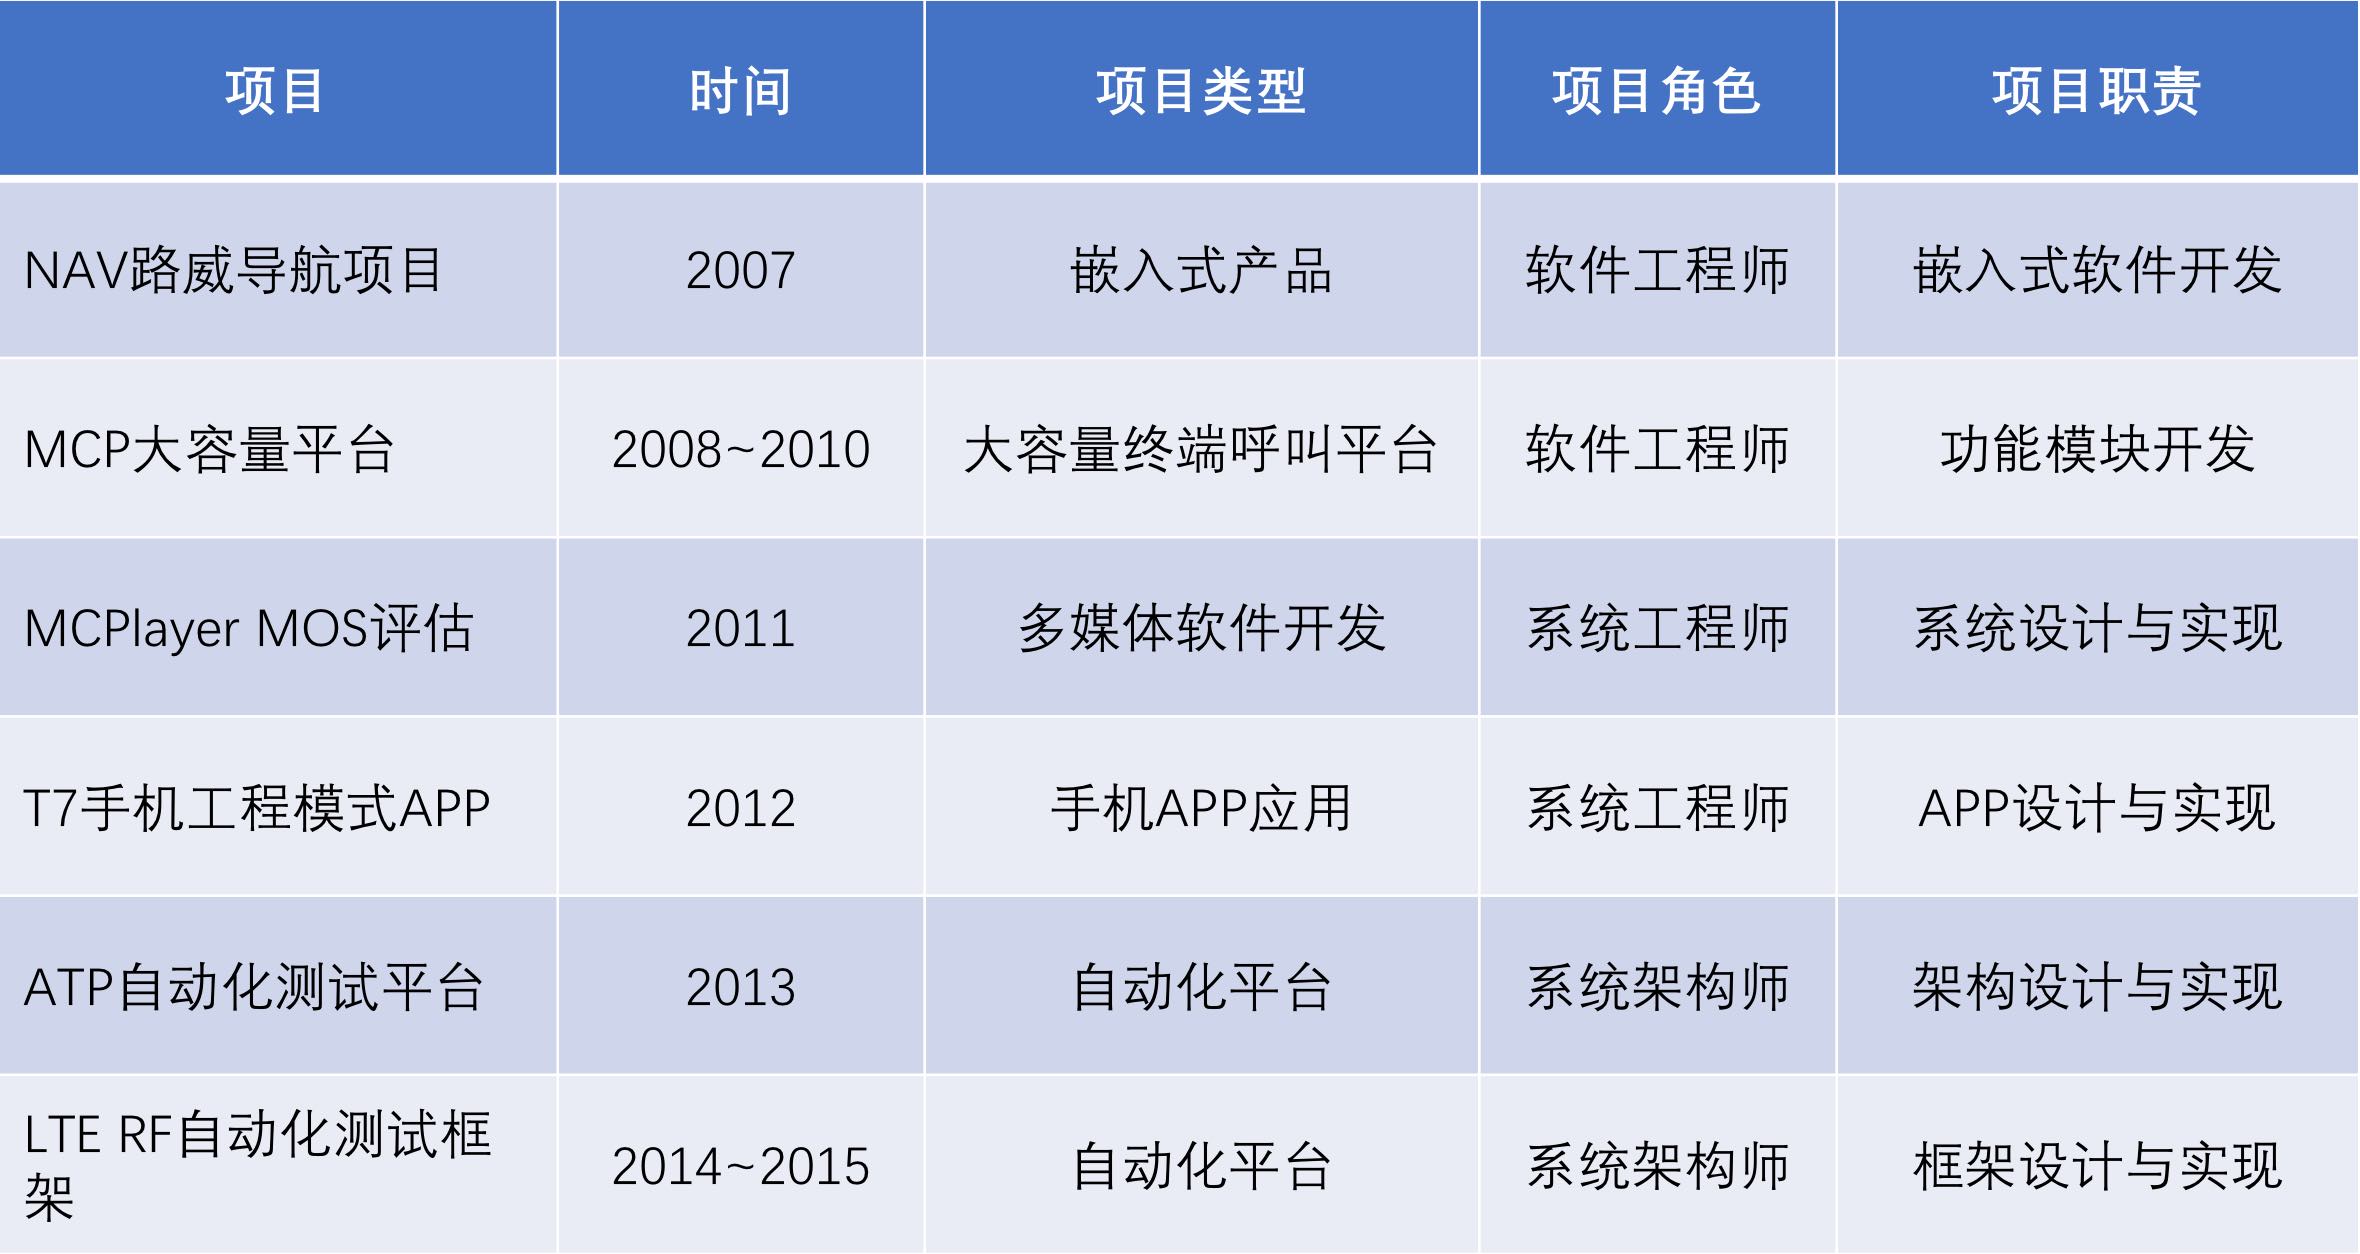 项目 时间 项目类型 项目角色 项目职责
NAV路威导航项目 2007 嵌入式产品 软件工程师 嵌入式软件开发
MCP大容量平台 2008~2010 大容量终端呼叫平台 软件工程师 功能模块开发
MCPlayer MOS评估 2011 多媒体软件开发 系统工程师 系统设计与实现
T7手机工程模式APP 2012 手机APP应用 系统工程师 APP设计与实现
ATP自动化测试平台 2013 自动化平台 系统架构师 架构设计与实现
LTE RF自动化测试框
架 2014~2015 自动化平台 系统架构师 框架设计与实现